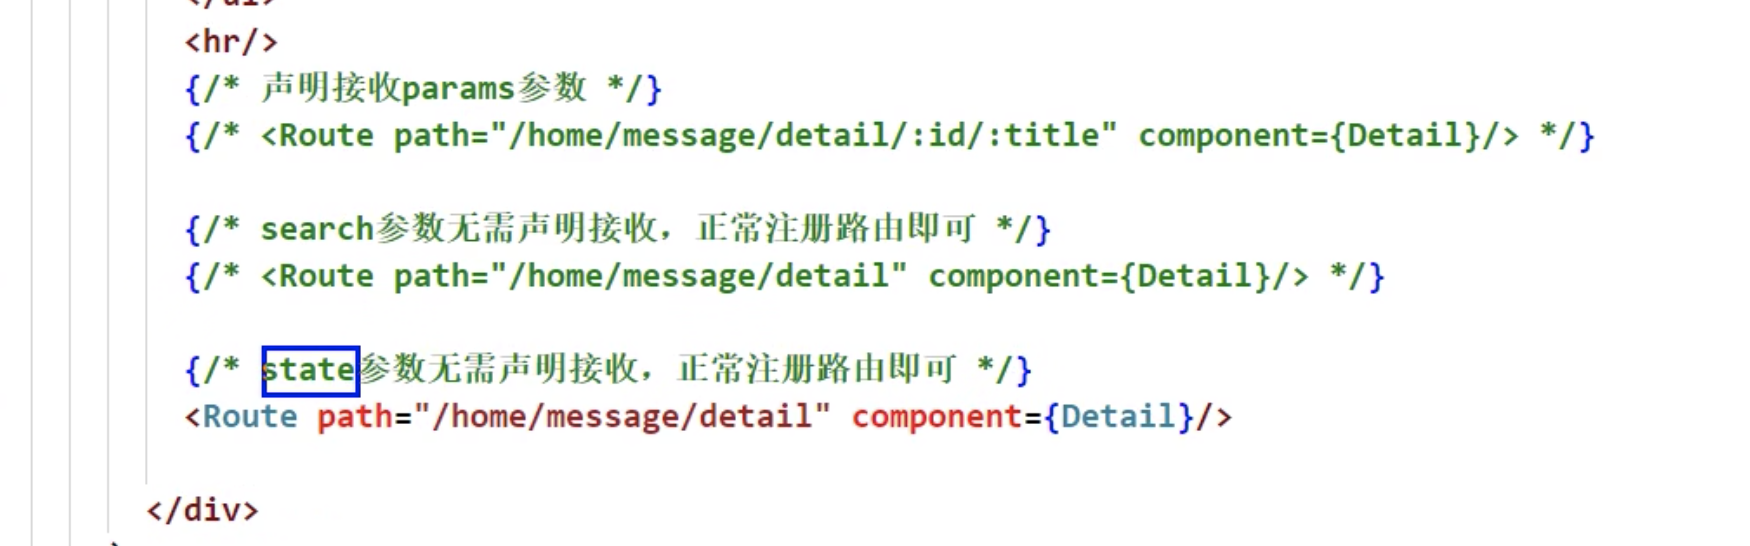 <hr/>
{/* 声明接收params参数 */}
{/* <Route path="/home/message/detail/:id/:title" component={Detail}/> */}
{/* search参数无需声明接收，正常注册路由即可 */}
{/* <Route path="/home/message/detail" component={Detail}/> */}
{/* state参数无需声明接收，正常注册路由即可 */}
<Route path="/home/message/detail" component={Detail}/>
</div>